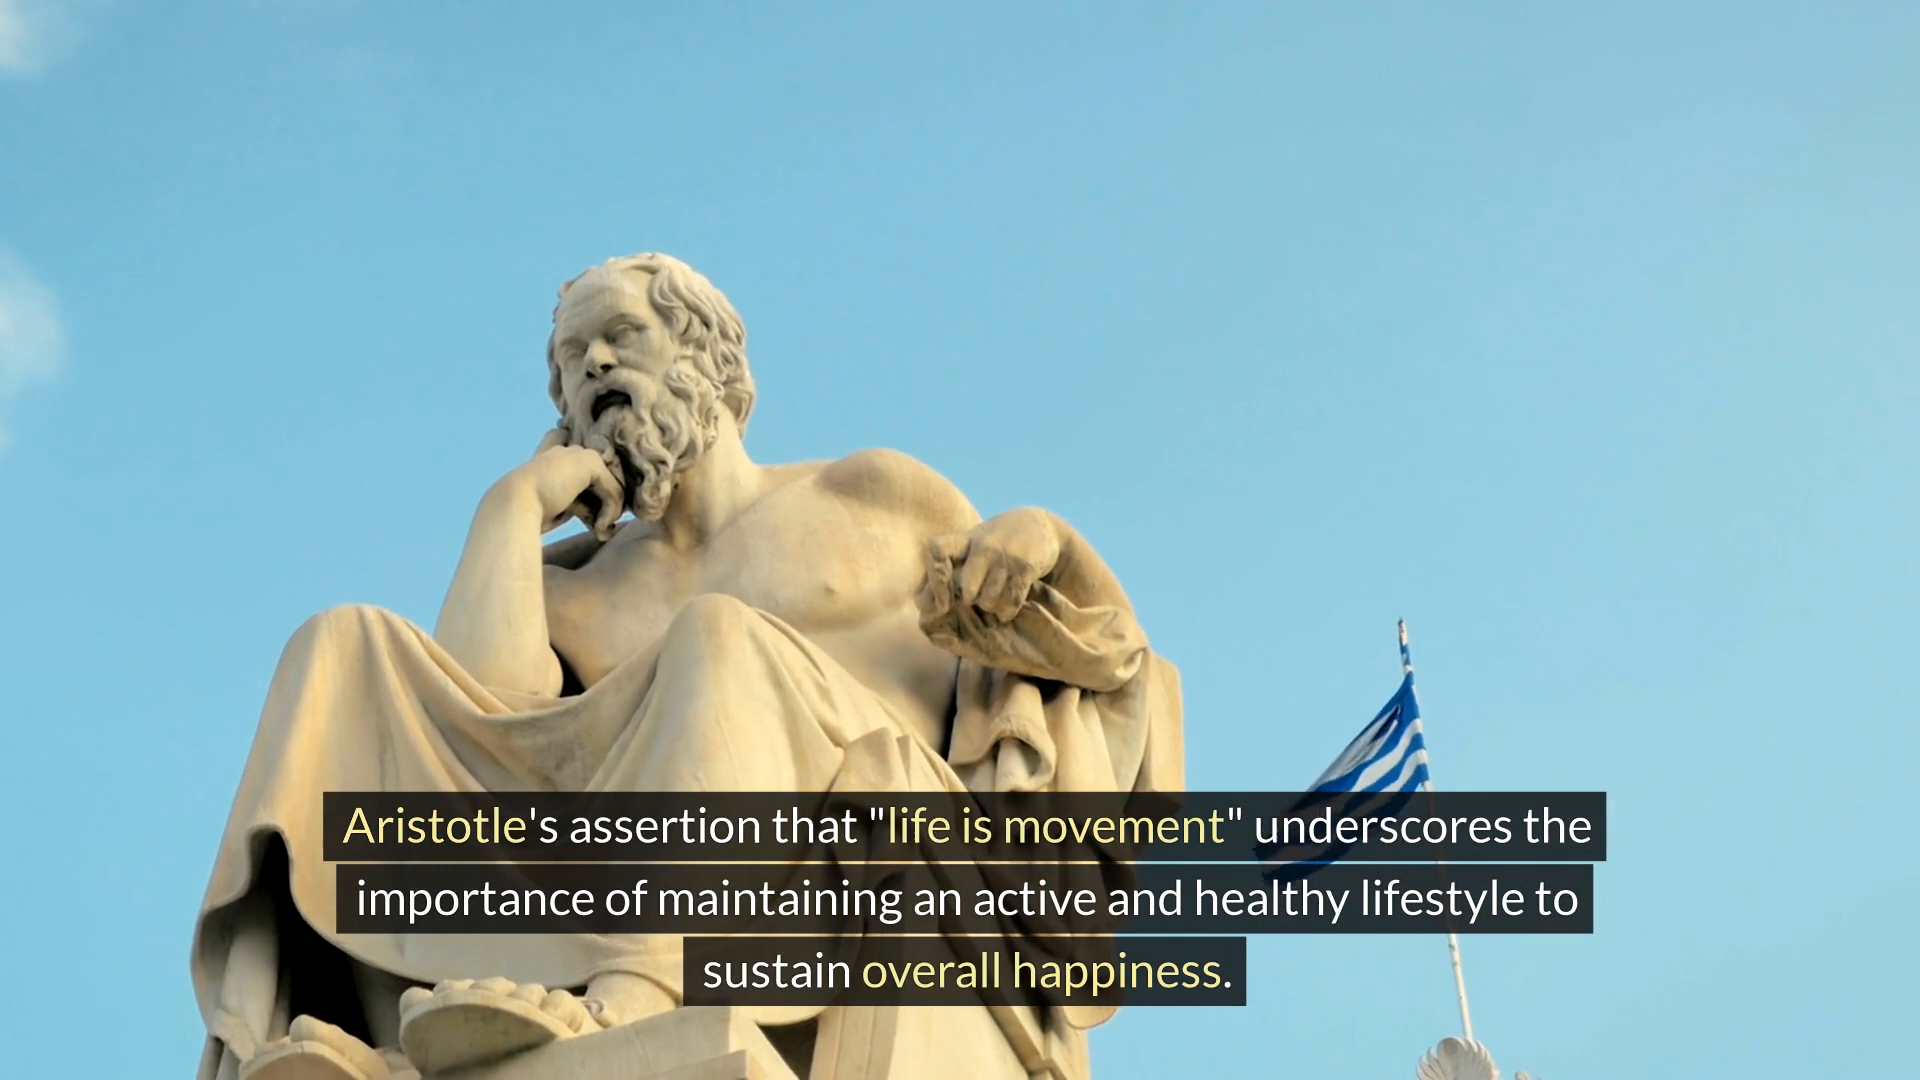 Aristotle's assertion that "life is movement" underscores the
importance of maintaining an active and healthy lifestyle to
sustain overall happiness.